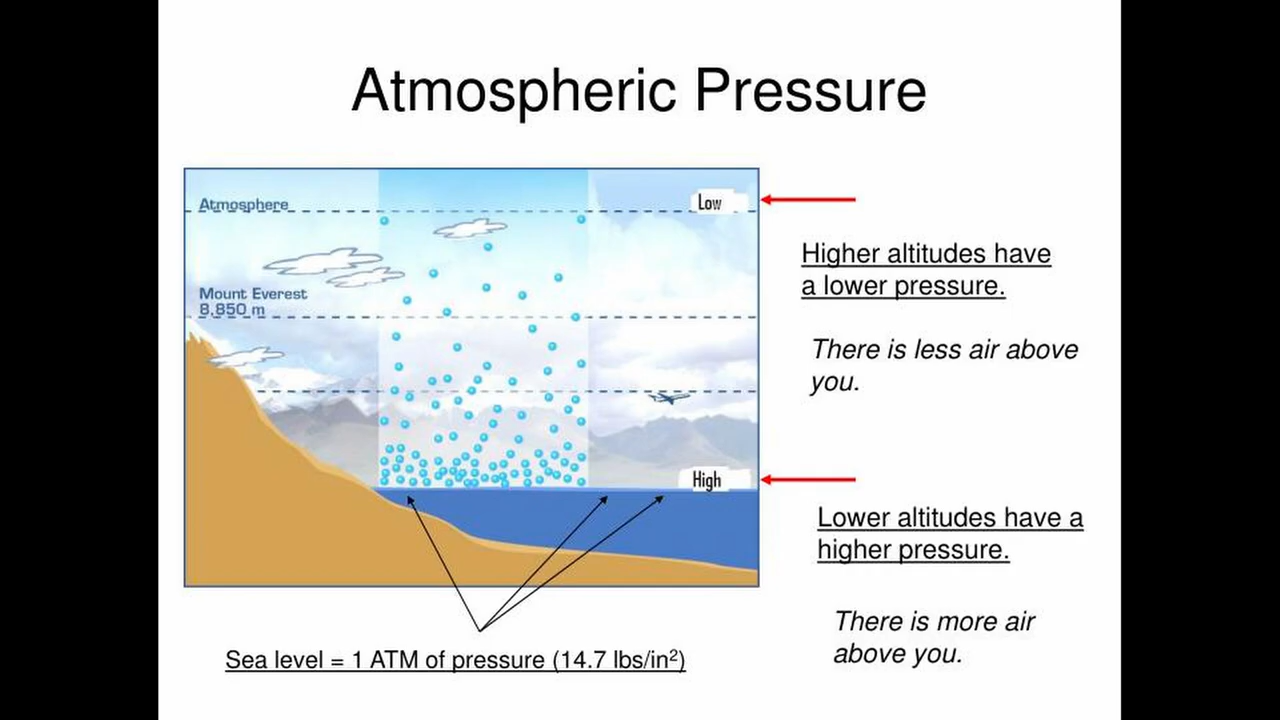 Atmospheric Pressure
Atmosphere
Low
Mount Everest
8,850 m
High
Higher altitudes have
a lower pressure.
There is less air above
you.
Lower altitudes have a
higher pressure.
There is more air
above you.
Sea level = 1 ATM of pressure (14.7 lbs/in²)